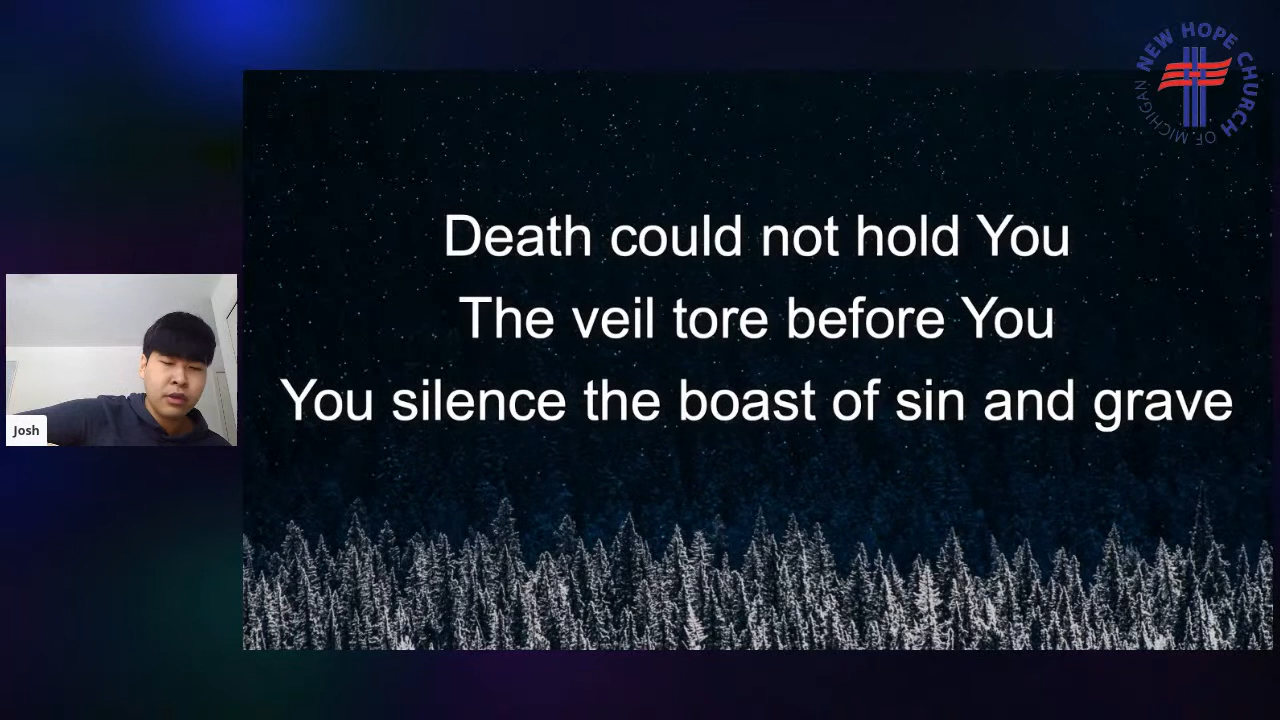 NEW HOPE CHURCH
OF MICHIGAN
Death could not hold You
The veil tore before You
You silence the boast of sin and grave
Josh